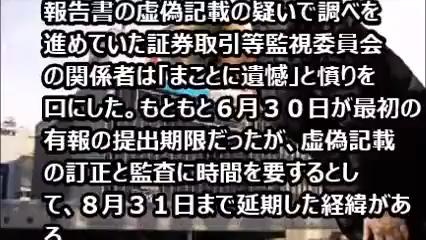 報告書の虚偽記載の疑いで調べを
進めていた証券取引等監視委員会
の関係者は「まことに遺憾」と憤りを
口にした。もともと６月３０日が最初の
有報の提出期限だったが、虚偽記載
の訂正と監査に時間を要するとし
て、８月３１日まで延期した経緯があ
る